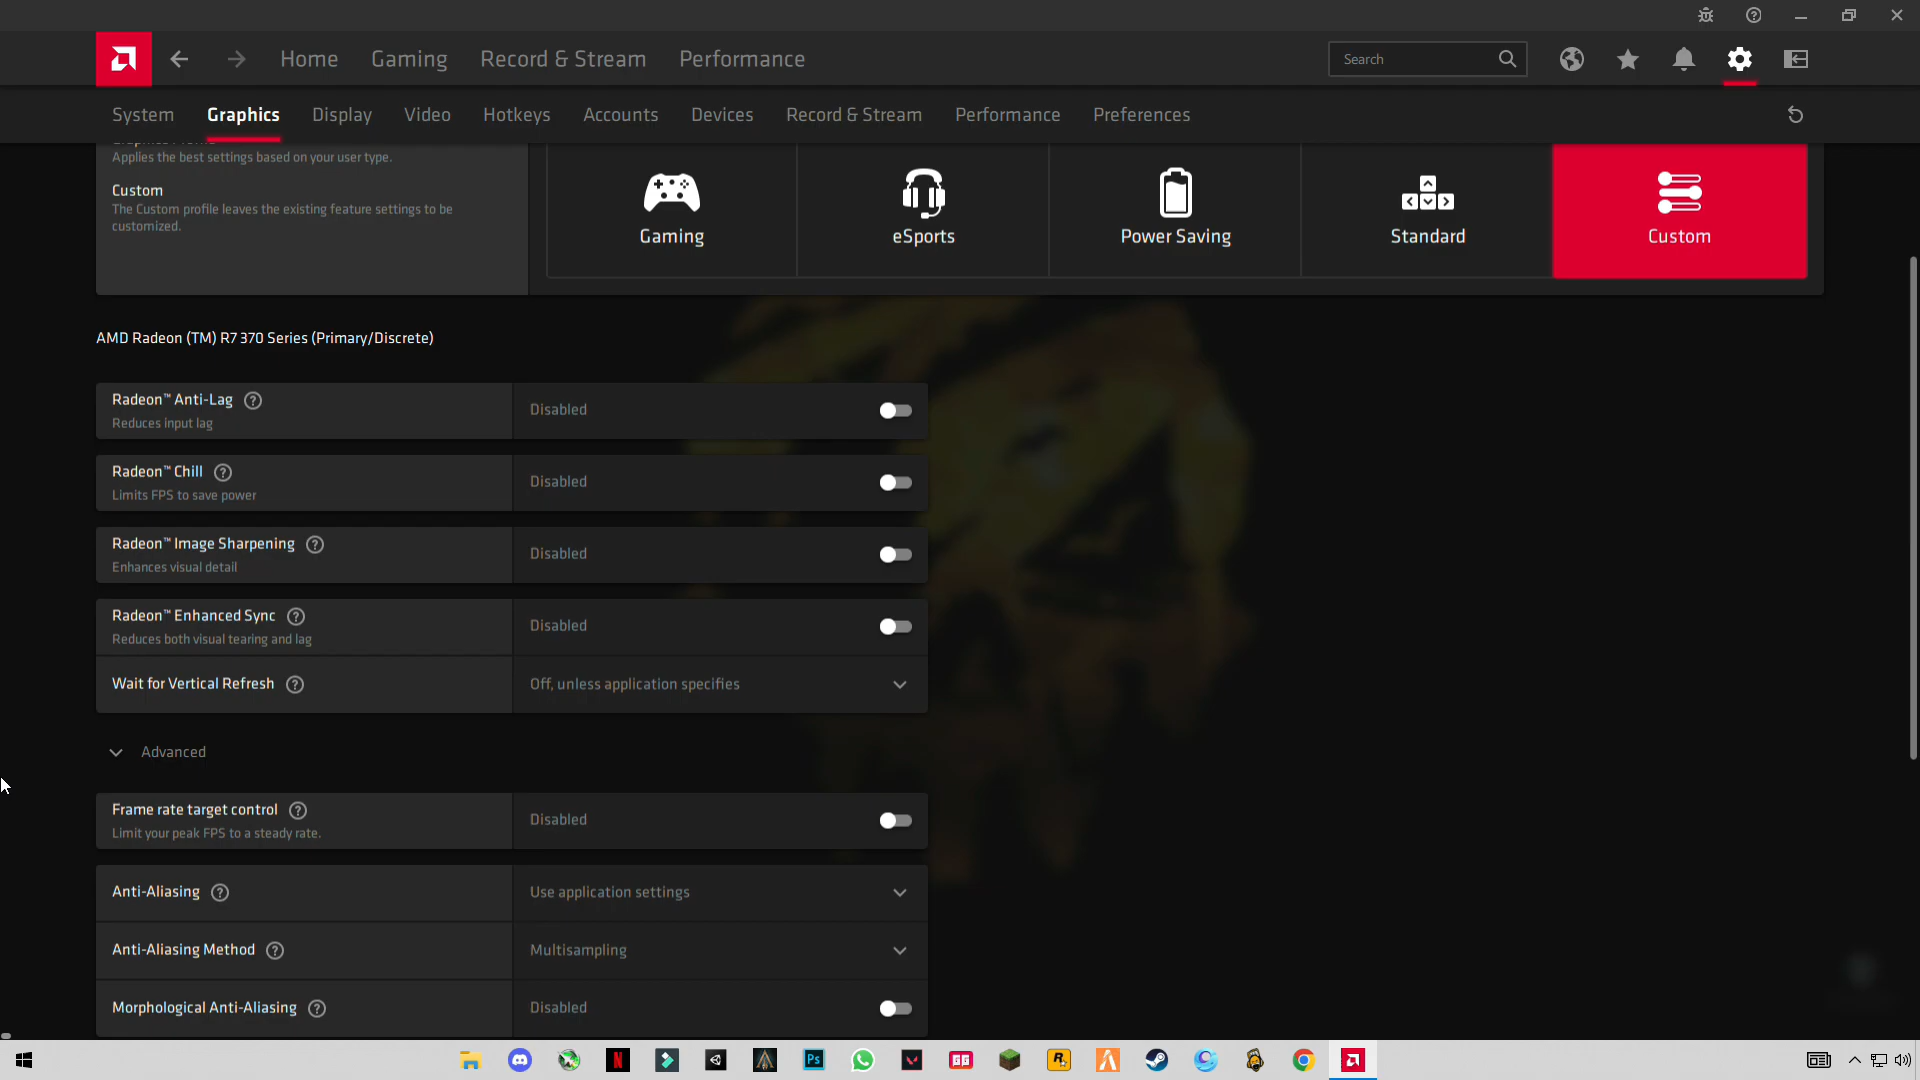 Home Gaming Record & Stream Performance Search
System Graphics Display Video Hotkeys Accounts Devices Record & Stream Performance Preferences
Applies the best settings based on your user type.
Custom
The Custom profile leaves the existing feature settings to be
customized.
Gaming eSports Power Saving Standard Custom
AMD Radeon (TM) R7 370 Series (Primary/Discrete)
Radeon™ Anti-Lag ?
Reduces input lag
Disabled
Radeon™ Chill ?
Limits FPS to save power
Disabled
Radeon™ Image Sharpening ?
Enhances visual detail
Disabled
Radeon™ Enhanced Sync ?
Reduces both visual tearing and lag
Disabled
Wait for Vertical Refresh ? Off, unless application specifies
Advanced
Frame rate target control ?
Limit your peak FPS to a steady rate.
Disabled
Anti-Aliasing ? Use application settings
Anti-Aliasing Method ? Multisampling
Morphological Anti-Aliasing ? Disabled